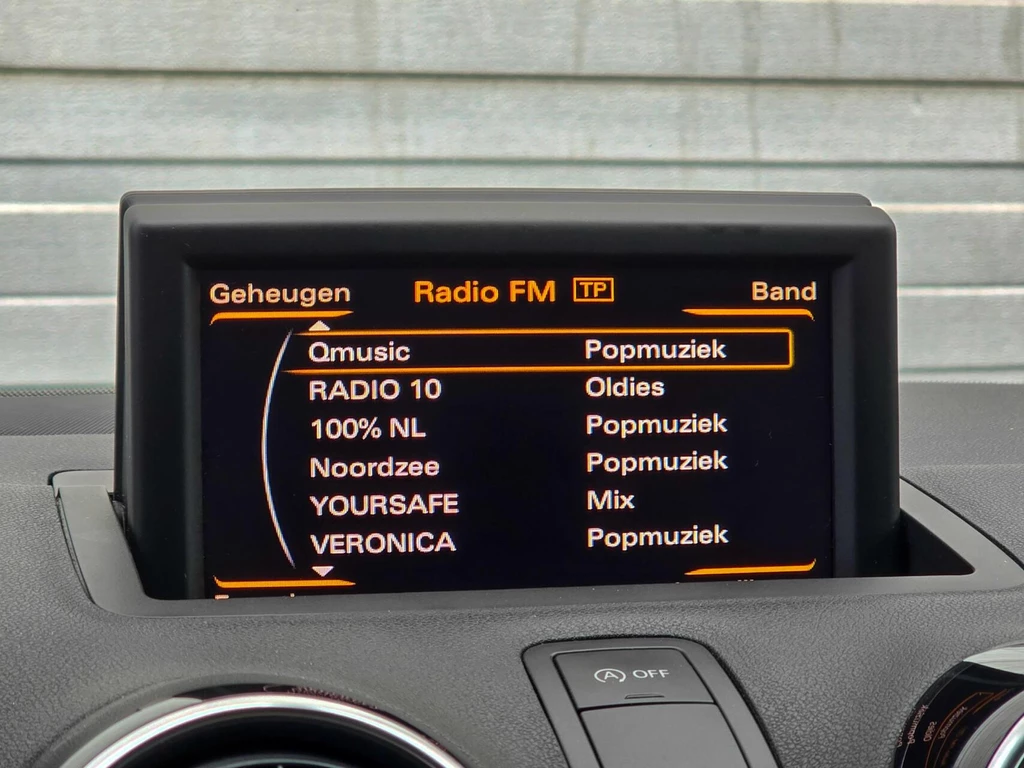 Geheugen Radio FM TP Band
Qmusic Popmuziek
RADIO 10 Oldies
100% NL Popmuziek
Noordzee Popmuziek
YOURSAFE Mix
VERONICA Popmuziek
A OFF